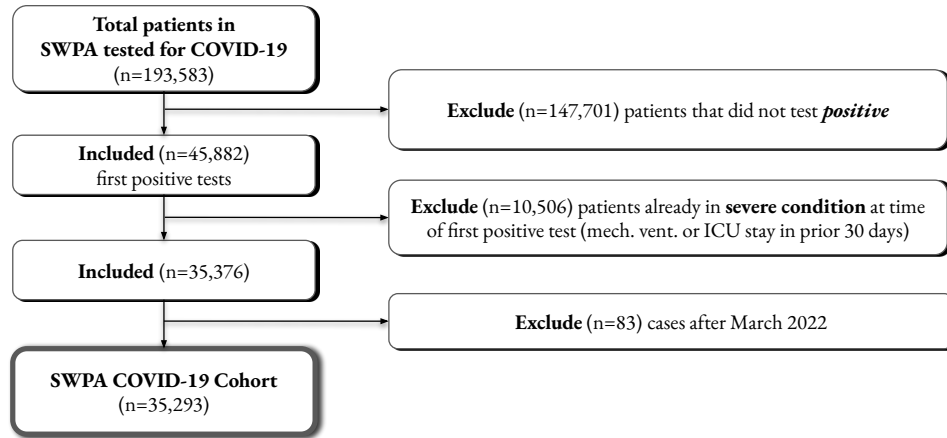 Total patients in
SWPA tested for COVID-19
(n=193,583)
Exclude (n=147,701) patients that did not test positive
Included (n=45,882)
first positive tests
Exclude (n=10,506) patients already in severe condition at time
of first positive test (mech. vent. or ICU stay in prior 30 days)
Included (n=35,376)
Exclude (n=83) cases after March 2022
SWPA COVID-19 Cohort
(n=35,293)